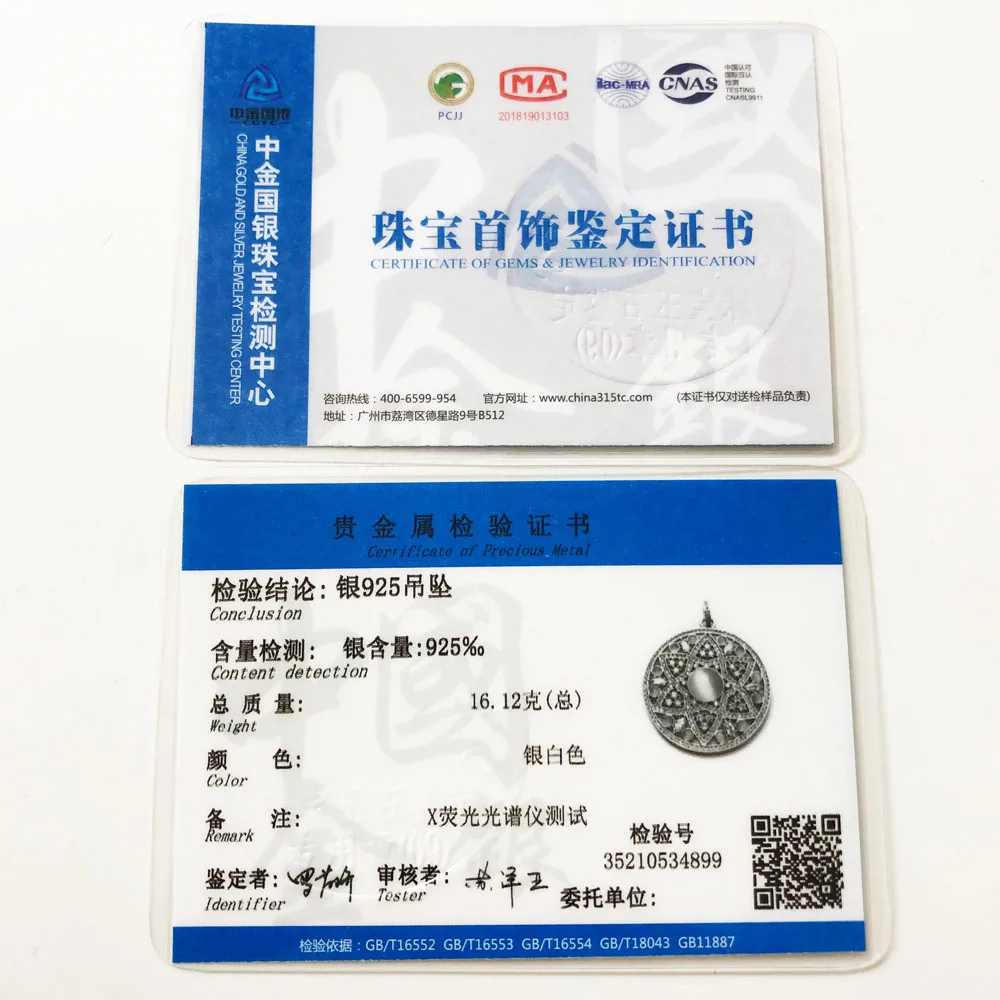 中金国银
CGTC
中金国银珠宝检测中心
CHINA GOLD AND SILVER JEWELRY TESTING CENTER
PCJJ
MA
201819013103
ilac-MRA
CNAS
中国认可
国际互认
检测
TESTING
CNASL9911
珠宝首饰鉴定证书
CERTIFICATE OF GEMS & JEWELRY IDENTIFICATION
咨询热线：400-6599-954 官方网址：www.china315tc.com (本证书仅对送检样品负责)
地址：广州市荔湾区德星路9号B512
贵金属检验证书
Certificate of Precious Metal
检验结论: 银925吊坠
Conclusion
含量检测: 银含量:925‰
Content detection
总质量: 16.12克(总)
Weight
颜 色: 银白色
Color
备 注: X荧光光谱仪测试
Remark
检验号
35210534899
鉴定者:
Identifier
审核者:
Tester
委托单位:
检验依据：GB/T16552 GB/T16553 GB/T16554 GB/T18043 GB11887